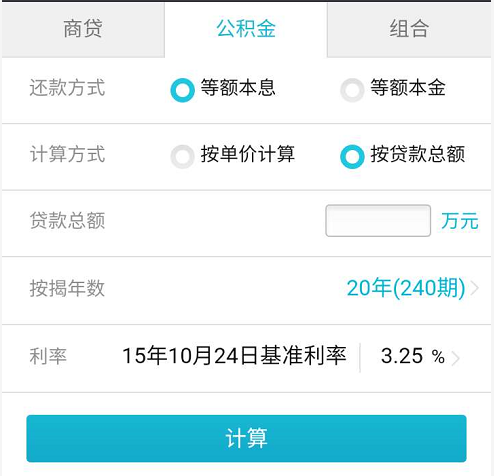 商贷 公积金 组合
还款方式 等额本息 等额本金
计算方式 按单价计算 按贷款总额
贷款总额 万元
按揭年数 20年(240期)
利率 15年10月24日基准利率 3.25 %
计算